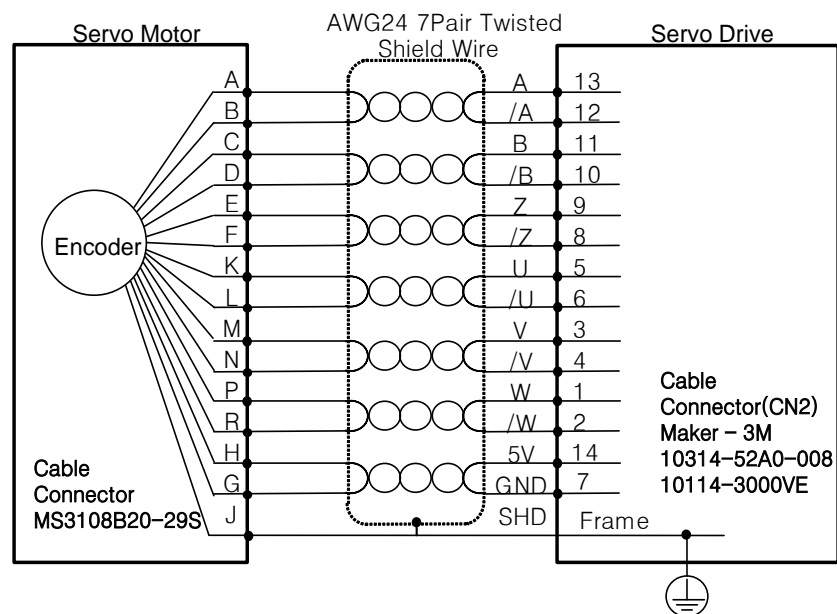 AWG24 7Pair Twisted
Shield Wire
Servo Motor
Servo Drive
A A 13
B /A 12
C B 11
D /B 10
E Z 9
F /Z 8
K U 5
L /U 6
M V 3
N /V 4
P W 1
R /W 2
H 5V 14
G GND 7
J SHD Frame
Encoder
Cable
Connector
MS3108B20-29S
Cable
Connector(CN2)
Maker - 3M
10314-52A0-008
10114-3000VE